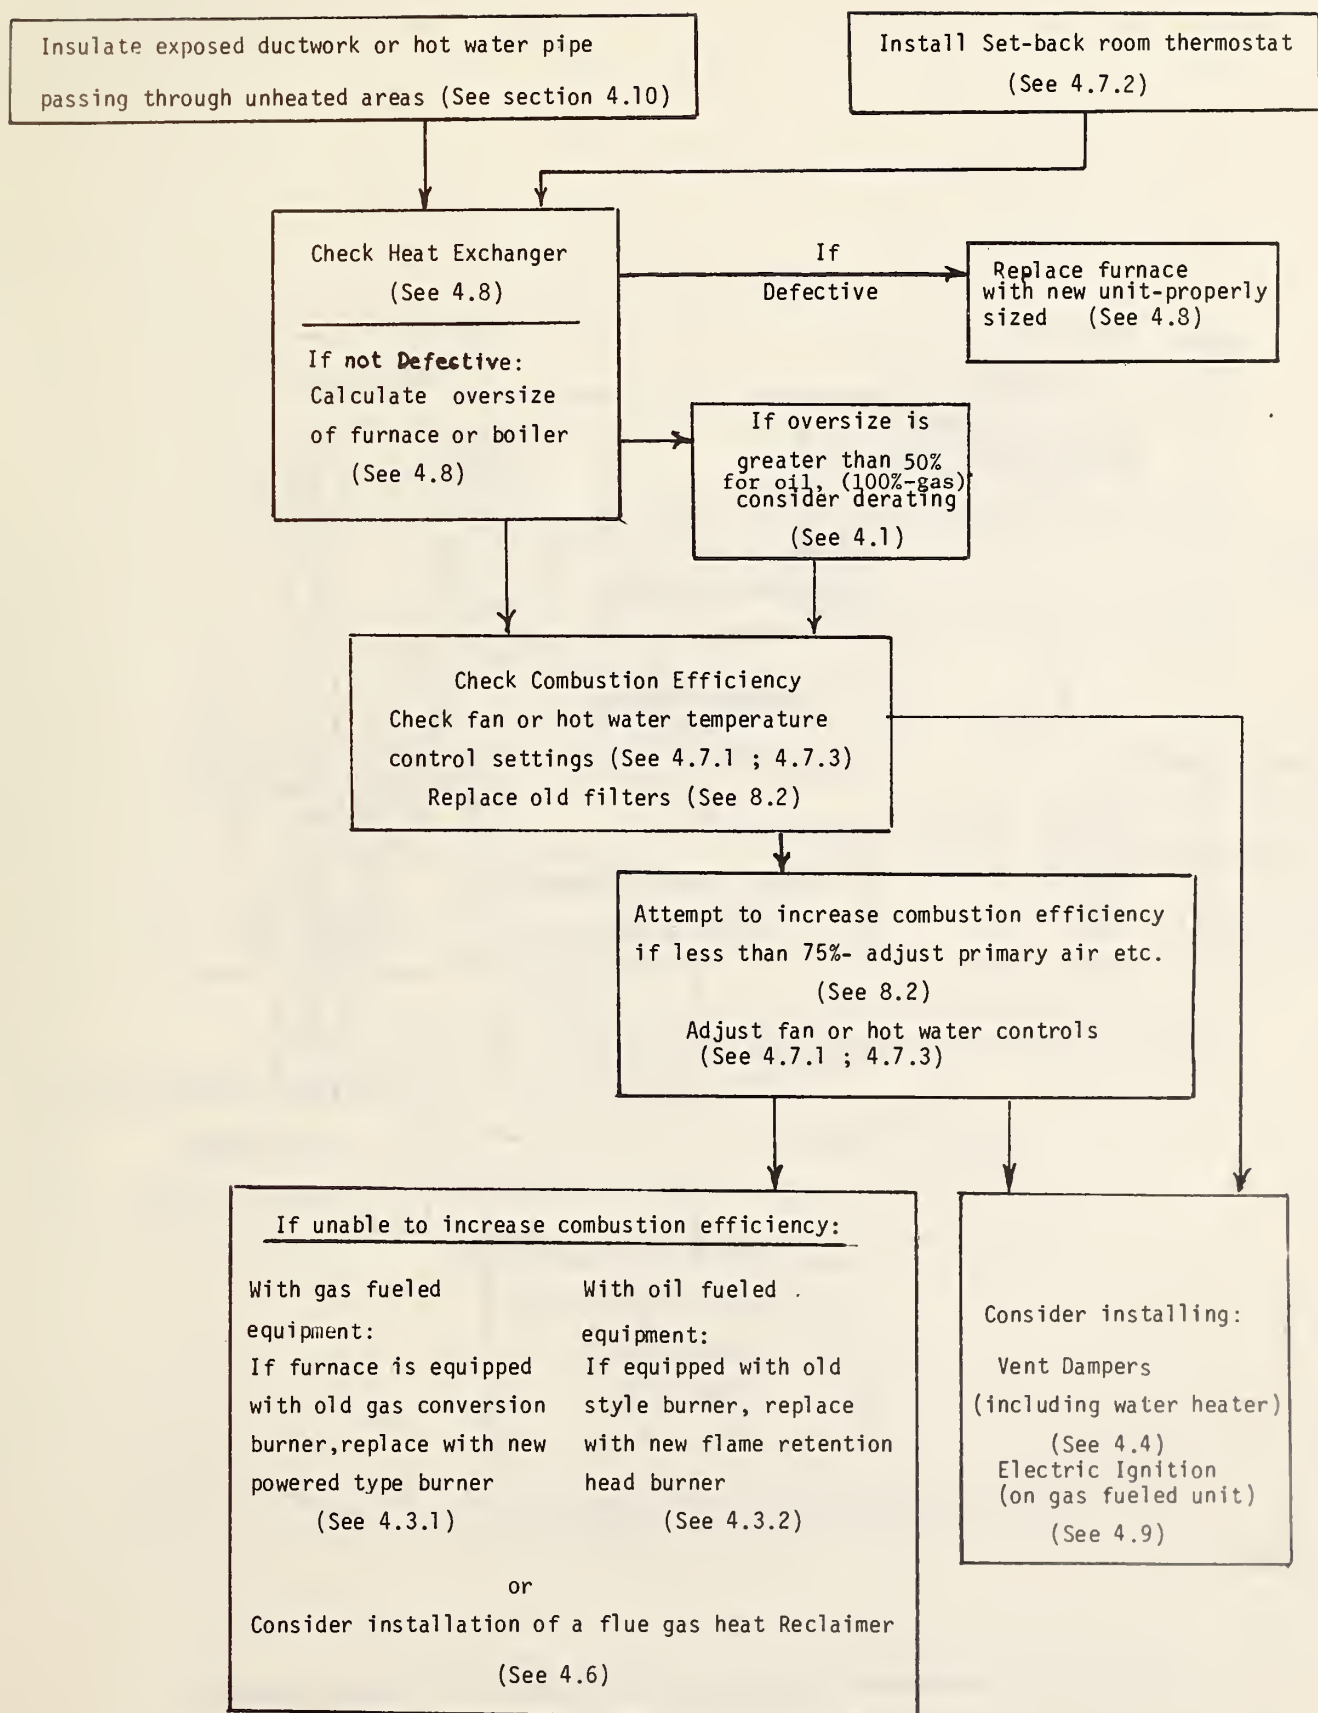 Insulate exposed ductwork or hot water pipe
passing through unheated areas (See section 4.10)
Install Set-back room thermostat
(See 4.7.2)
Check Heat Exchanger
(See 4.8)
If not Defective:
Calculate oversize
of furnace or boiler
(See 4.8)
If
Defective
Replace furnace
with new unit-properly
sized (See 4.8)
If oversize is
greater than 50%
for oil, (100%-gas)
consider derating
(See 4.1)
Check Combustion Efficiency
Check fan or hot water temperature
control settings (See 4.7.1 ; 4.7.3)
Replace old filters (See 8.2)
Attempt to increase combustion efficiency
if less than 75%- adjust primary air etc.
(See 8.2)
Adjust fan or hot water controls
(See 4.7.1 ; 4.7.3)
If unable to increase combustion efficiency:
With gas fueled
equipment:
If furnace is equipped
with old gas conversion
burner,replace with new
powered type burner
(See 4.3.1)
With oil fueled
equipment:
If equipped with old
style burner, replace
with new flame retention
head burner
(See 4.3.2)
or
Consider installation of a flue gas heat Reclaimer
(See 4.6)
Consider installing:
Vent Dampers
(including water heater)
(See 4.4)
Electric Ignition
(on gas fueled unit)
(See 4.9)